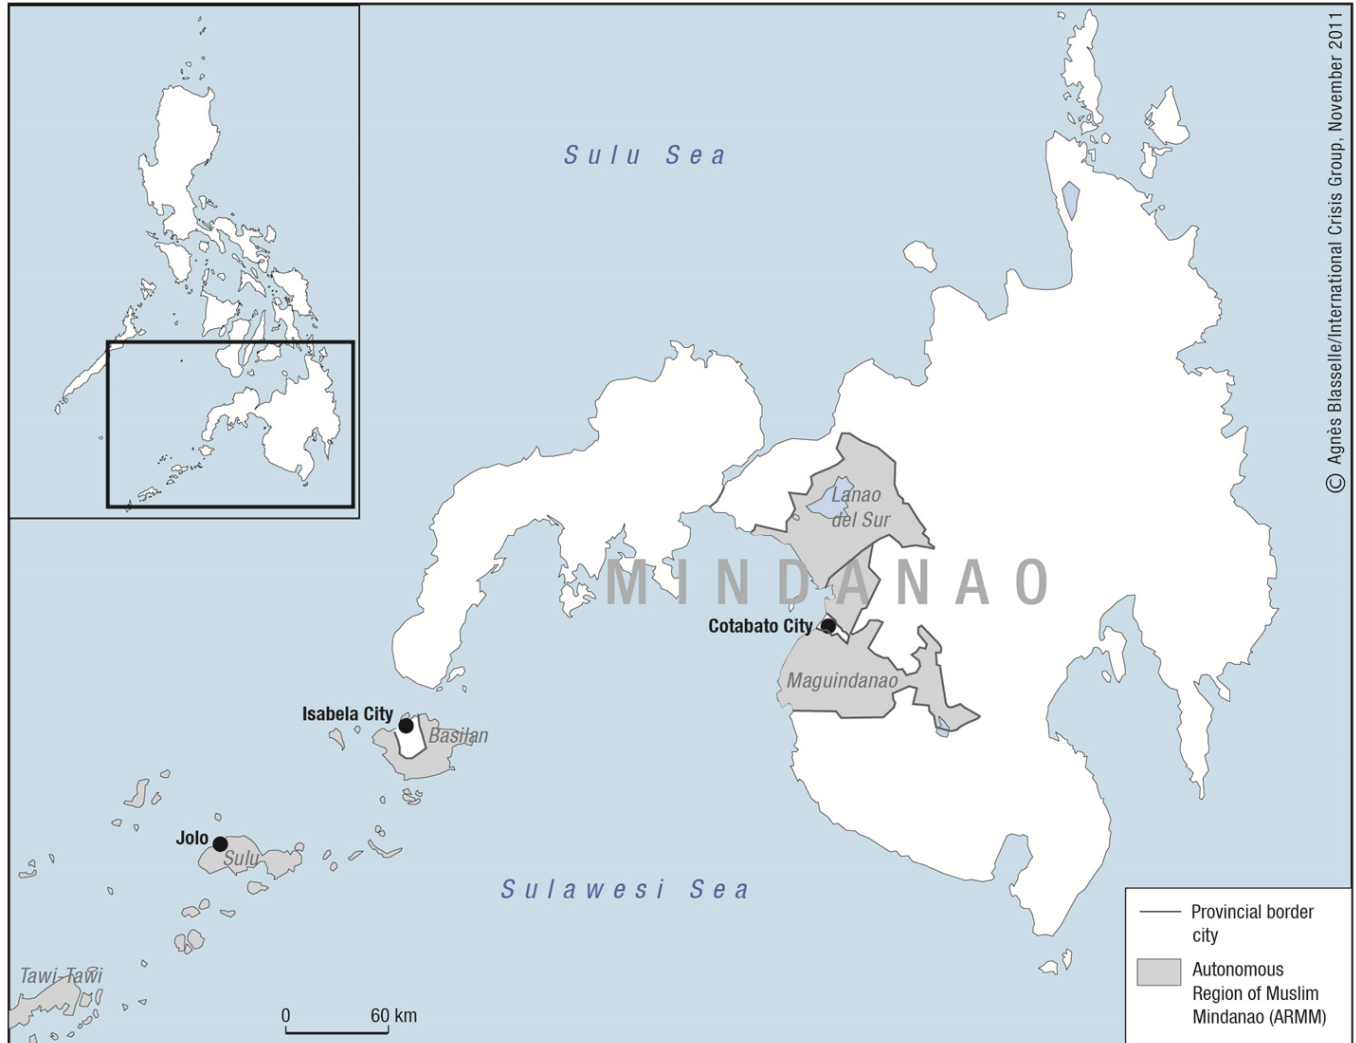 © Agnès Blasselle/International Crisis Group, November 2011
Sulu Sea
Lanao
del Sur
MINDANAO
Cotabato City
Maguindanao
Isabela City
Basilan
Jolo
Sulu
Sulawesi Sea
Tawi-Tawi
0 60 km
Provincial border
city
Autonomous
Region of Muslim
Mindanao (ARMM)